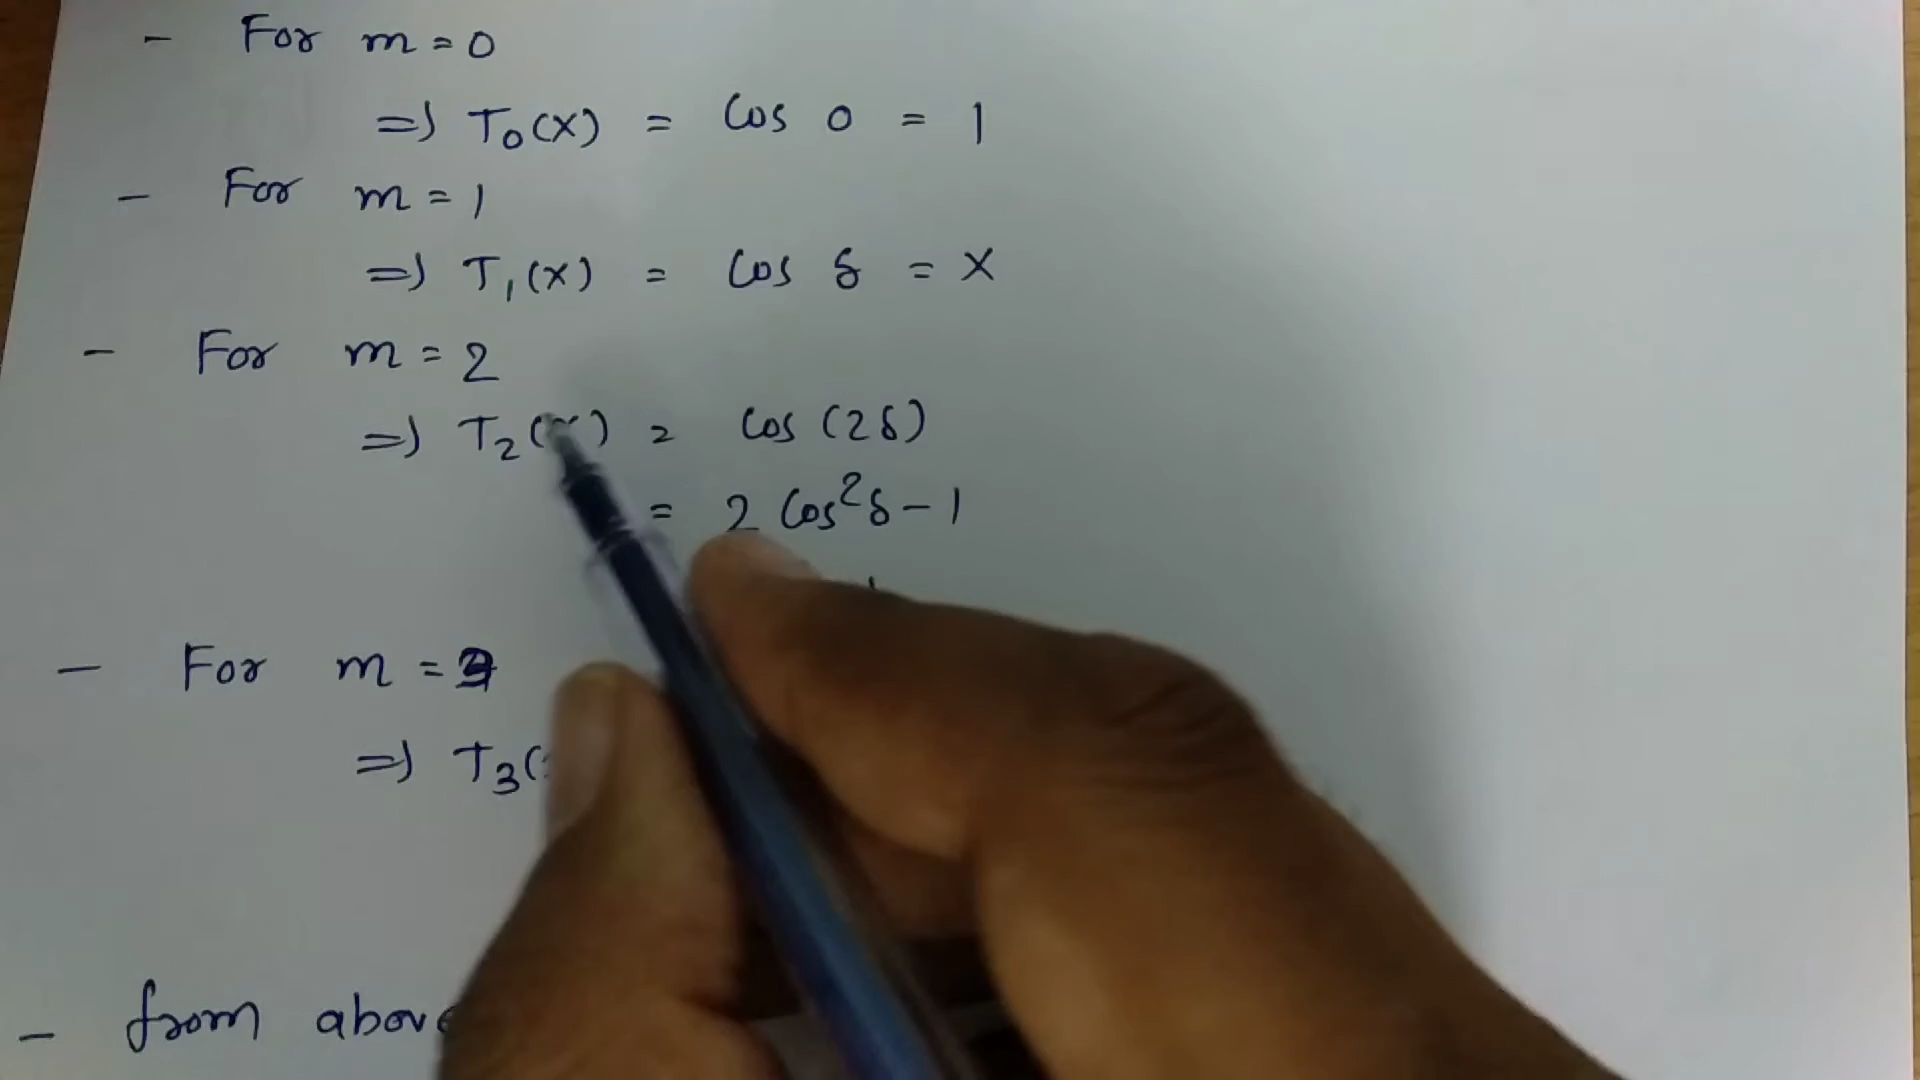 - For m = 0
=> T0(x) = Cos 0 = 1
- For m = 1
=> T1(x) = Cos δ = x
- For m = 2
=> T2(x) = Cos (2δ)
= 2 Cos²δ - 1
- For m = 3
=> T3(
- from above